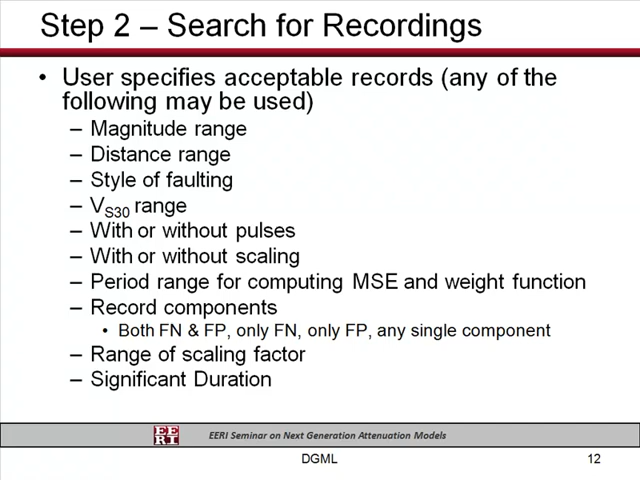 Step 2 – Search for Recordings
• User specifies acceptable records (any of the
following may be used)
– Magnitude range
– Distance range
– Style of faulting
– VS30 range
– With or without pulses
– With or without scaling
– Period range for computing MSE and weight function
– Record components
• Both FN & FP, only FN, only FP, any single component
– Range of scaling factor
– Significant Duration
EE
RI
EERI Seminar on Next Generation Attenuation Models
DGML
12